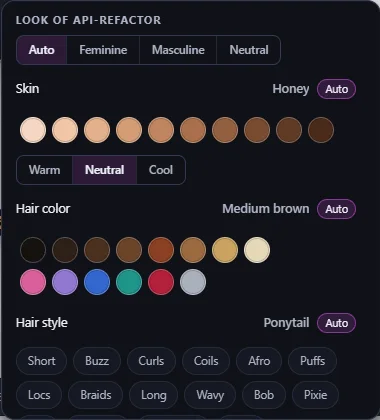 LOOK OF API-REFACTOR
Auto Feminine Masculine Neutral
Skin Honey Auto
Warm Neutral Cool
Hair color Medium brown Auto
Hair style Ponytail Auto
Short Buzz Curls Coils Afro Puffs
Locs Braids Long Wavy Bob Pixie